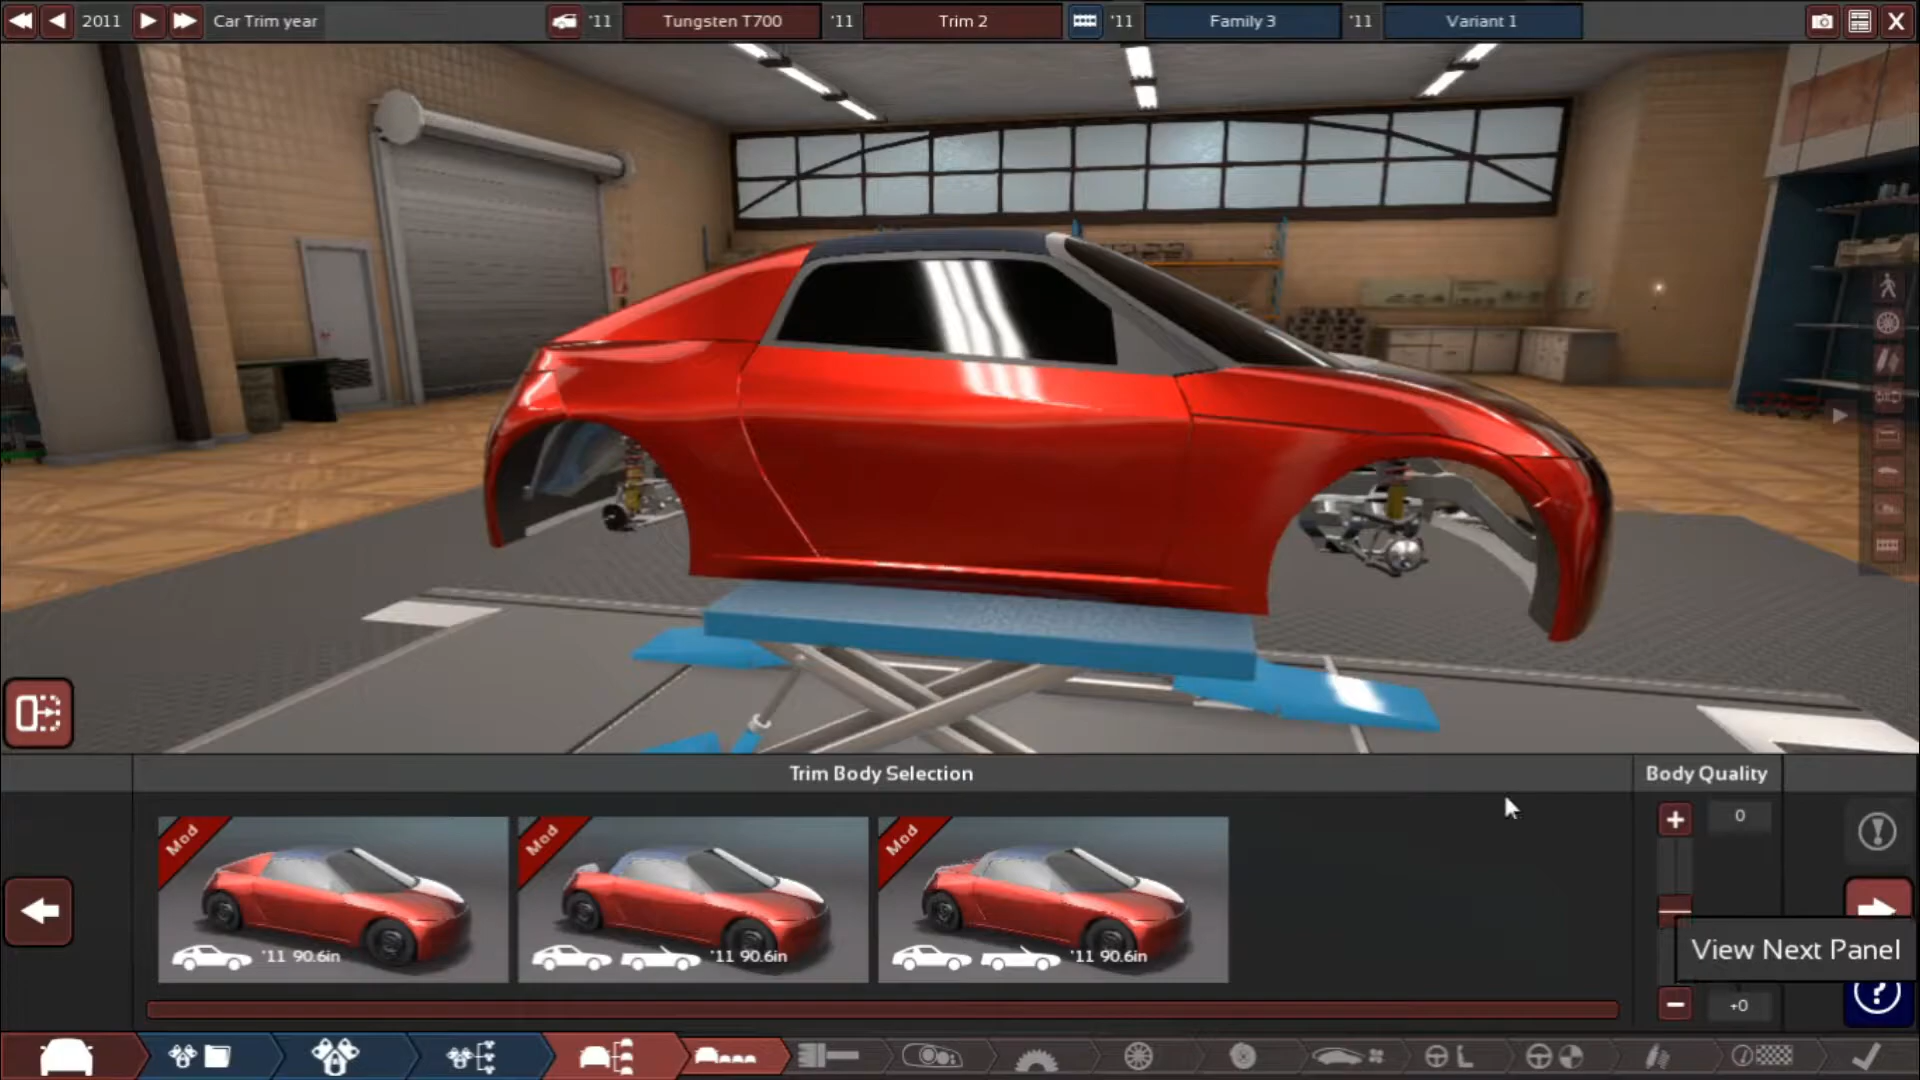 2011 Car Trim year '11 Tungsten T700 '11 Trim 2 '11 Family 3 '11 Variant 1 X
Trim Body Selection Body Quality
Mod Mod Mod
0
'11 90.6in '11 90.6in '11 90.6in
View Next Panel
+0